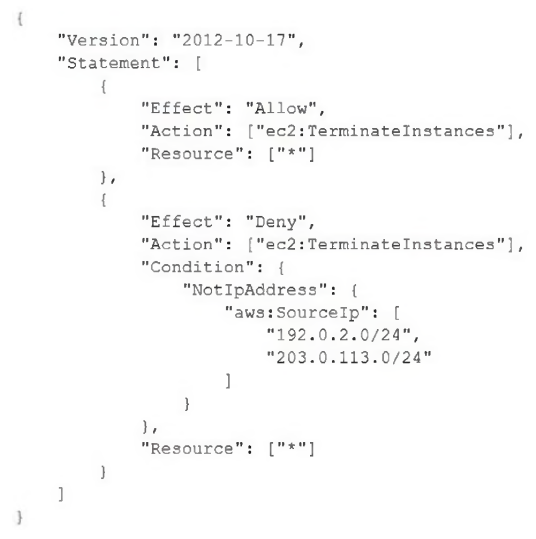 {
    "Version": "2012-10-17",
    "Statement": [
        {
            "Effect": "Allow",
            "Action": ["ec2:TerminateInstances"],
            "Resource": ["*"]
        },
        {
            "Effect": "Deny",
            "Action": ["ec2:TerminateInstances"],
            "Condition": {
                "NotIpAddress": {
                    "aws:SourceIp": [
                        "192.0.2.0/24",
                        "203.0.113.0/24"
                    ]
                }
            },
            "Resource": ["*"]
        }
    ]
}